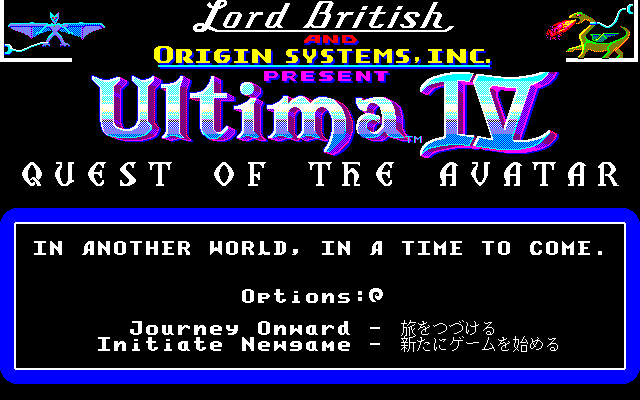 Lord British
AND
ORIGIN SYSTEMS, INC.
PRESENT
Ultima IV™
QUEST OF THE AVATAR
IN ANOTHER WORLD, IN A TIME TO COME.
Options:
Journey Onward - 旅をつづける
Initiate Newgame - 新たにゲームを始める